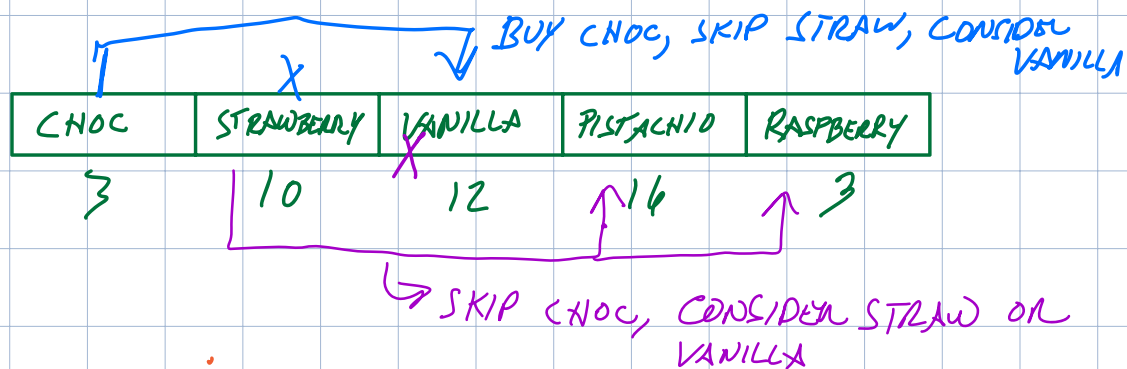 BUY CHOC, SKIP STRAW, CONSIDER
VANILLA
CHOC STRAWBERRY VANILLA PISTACHIO RASPBERRY
3 10 12 16 3
SKIP CHOC, CONSIDER STRAW OR
VANILLA